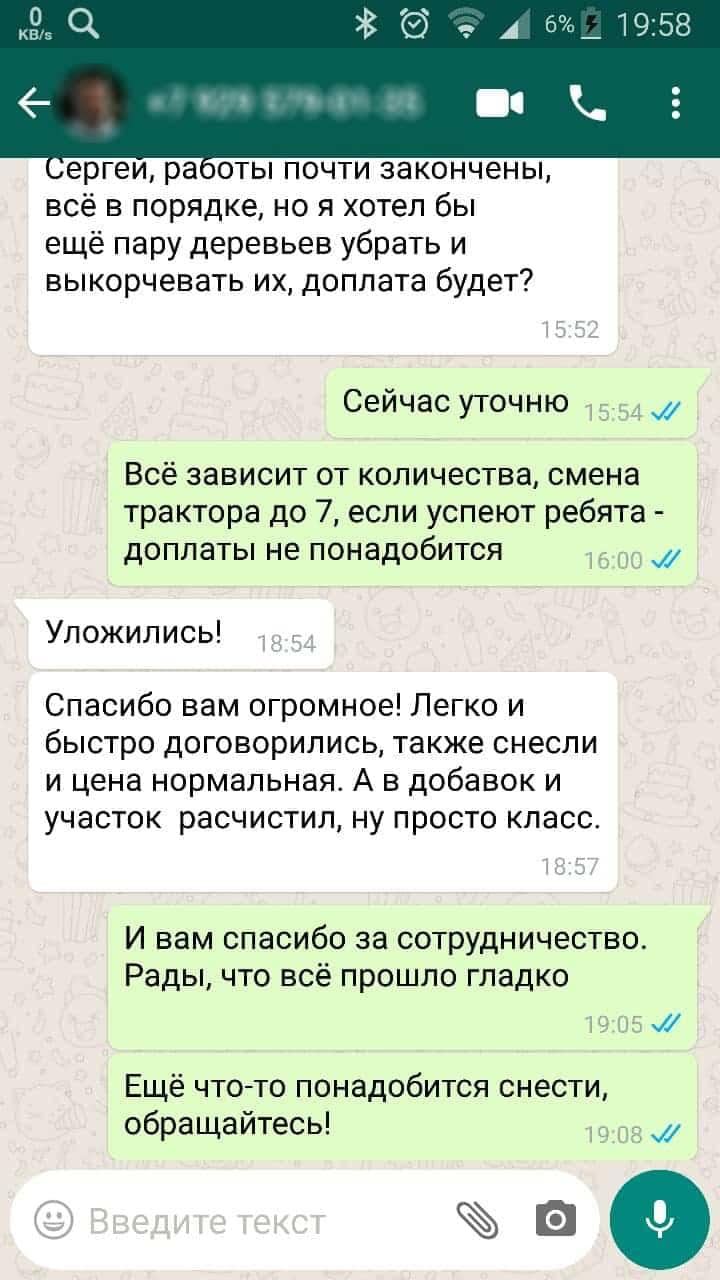 0
KB/s
6%
19:58
Сергей, работы почти закончены,
всё в порядке, но я хотел бы
ещё пару деревьев убрать и
выкорчевать их, доплата будет?
15:52
Сейчас уточню 15:54
Всё зависит от количества, смена
трактора до 7, если успеют ребята -
доплаты не понадобится 16:00
Уложились! 18:54
Спасибо вам огромное! Легко и
быстро договорились, также снесли
и цена нормальная. А в добавок и
участок расчистил, ну просто класс.
18:57
И вам спасибо за сотрудничество.
Рады, что всё прошло гладко
19:05
Ещё что-то понадобится снести,
обращайтесь! 19:08
Введите текст